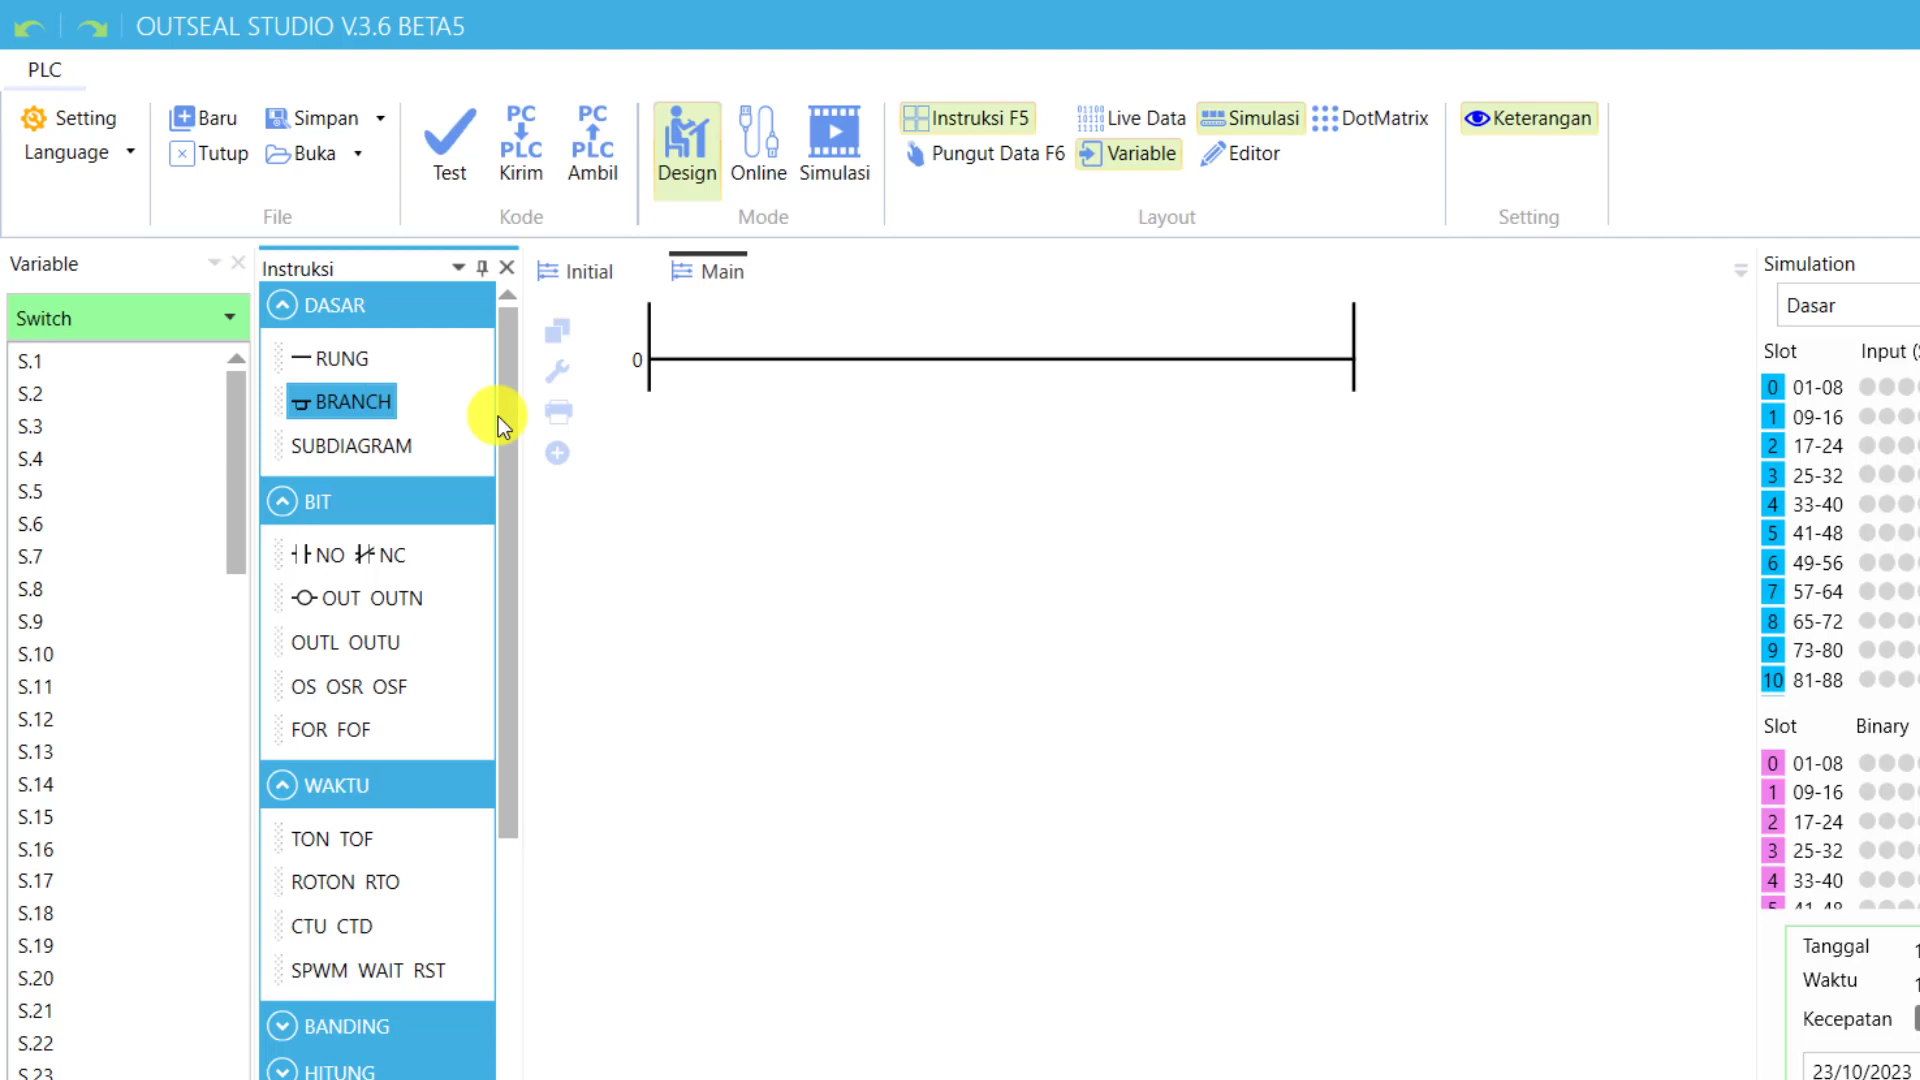 OUTSEAL STUDIO V.3.6 BETA5
PLC
Setting
Language
Baru
Simpan
Tutup
Buka
File
Test
PC
PLC
Kirim
PC
PLC
Ambil
Kode
Design
Online
Simulasi
Mode
Instruksi F5
Live Data
Simulasi
DotMatrix
Pungut Data F6
Variable
Editor
Layout
Keterangan
Setting
Variable
Switch
S.1
S.2
S.3
S.4
S.5
S.6
S.7
S.8
S.9
S.10
S.11
S.12
S.13
S.14
S.15
S.16
S.17
S.18
S.19
S.20
S.21
S.22
S.23
Instruksi
DASAR
RUNG
BRANCH
SUBDIAGRAM
BIT
NO NC
OUT OUTN
OUTL OUTU
OS OSR OSF
FOR FOF
WAKTU
TON TOF
ROTON RTO
CTU CTD
SPWM WAIT RST
BANDING
HITUNG
Initial
Main
0
Simulation
Dasar
Slot Input (S
0 01-08
1 09-16
2 17-24
3 25-32
4 33-40
5 41-48
6 49-56
7 57-64
8 65-72
9 73-80
10 81-88
Slot Binary
0 01-08
1 09-16
2 17-24
3 25-32
4 33-40
5 41-48
Tanggal 1
Waktu 1
Kecepatan
23/10/2023